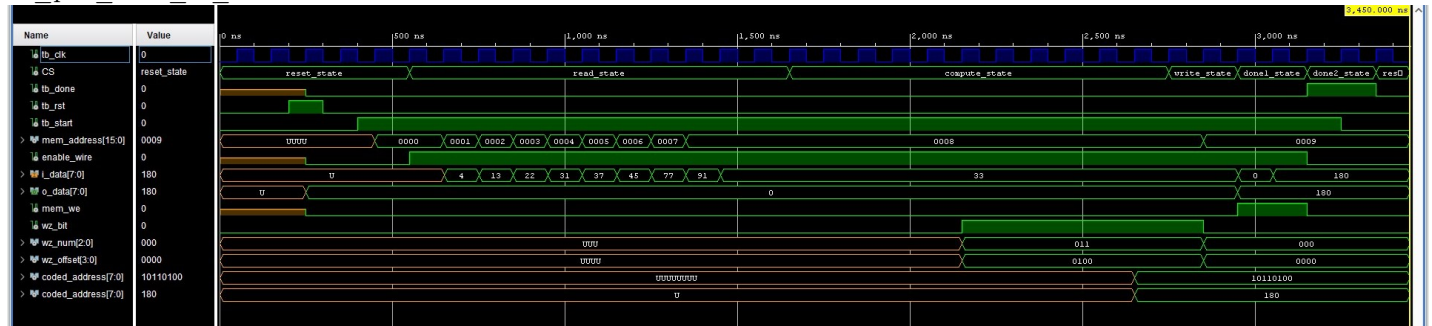 3,450.000 ns
Name Value 0 ns 500 ns 1,000 ns 1,500 ns 2,000 ns 2,500 ns 3,000 ns
tb_clk 0
CS reset_state reset_state read_state compute_state write_state done1_state done2_state res
tb_done 0
tb_rst 0
tb_start 0
mem_address[15:0] 0009 UUUU 0000 0001 0002 0003 0004 0005 0006 0007 0008 0009
enable_wire 0
i_data[7:0] 180 U 4 13 22 31 37 45 77 91 33 0 180
o_data[7:0] 180 U 0 180
mem_we 0
wz_bit 0
wz_num[2:0] 000 UUU 011 000
wz_offset[3:0] 0000 UUUU 0100 0000
coded_address[7:0] 10110100 UUUUUUUU 10110100
coded_address[7:0] 180 U 180